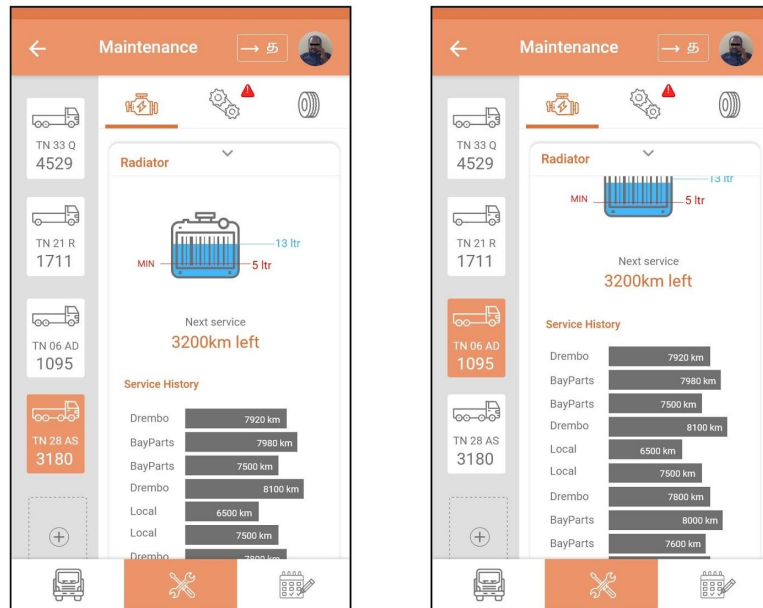 Maintenance
→ த
TN 33 Q
4529
TN 21 R
1711
TN 06 AD
1095
TN 28 AS
3180
Radiator
13 ltr
MIN
5 ltr
Next service
3200km left
Service History
Drembo 7920 km
BayParts 7980 km
BayParts 7500 km
Drembo 8100 km
Local 6500 km
Local 7500 km
Drembo 7800 km
Maintenance
→ த
TN 33 Q
4529
TN 21 R
1711
TN 06 AD
1095
TN 28 AS
3180
Radiator
13 ltr
MIN
5 ltr
Next service
3200km left
Service History
Drembo 7920 km
BayParts 7980 km
BayParts 7500 km
Drembo 8100 km
Local 6500 km
Local 7500 km
Drembo 7800 km
BayParts 8000 km
BayParts 7600 km